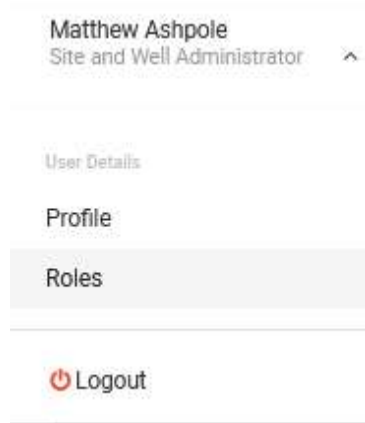 Matthew Ashpole
Site and Well Administrator
User Details
Profile
Roles
Logout